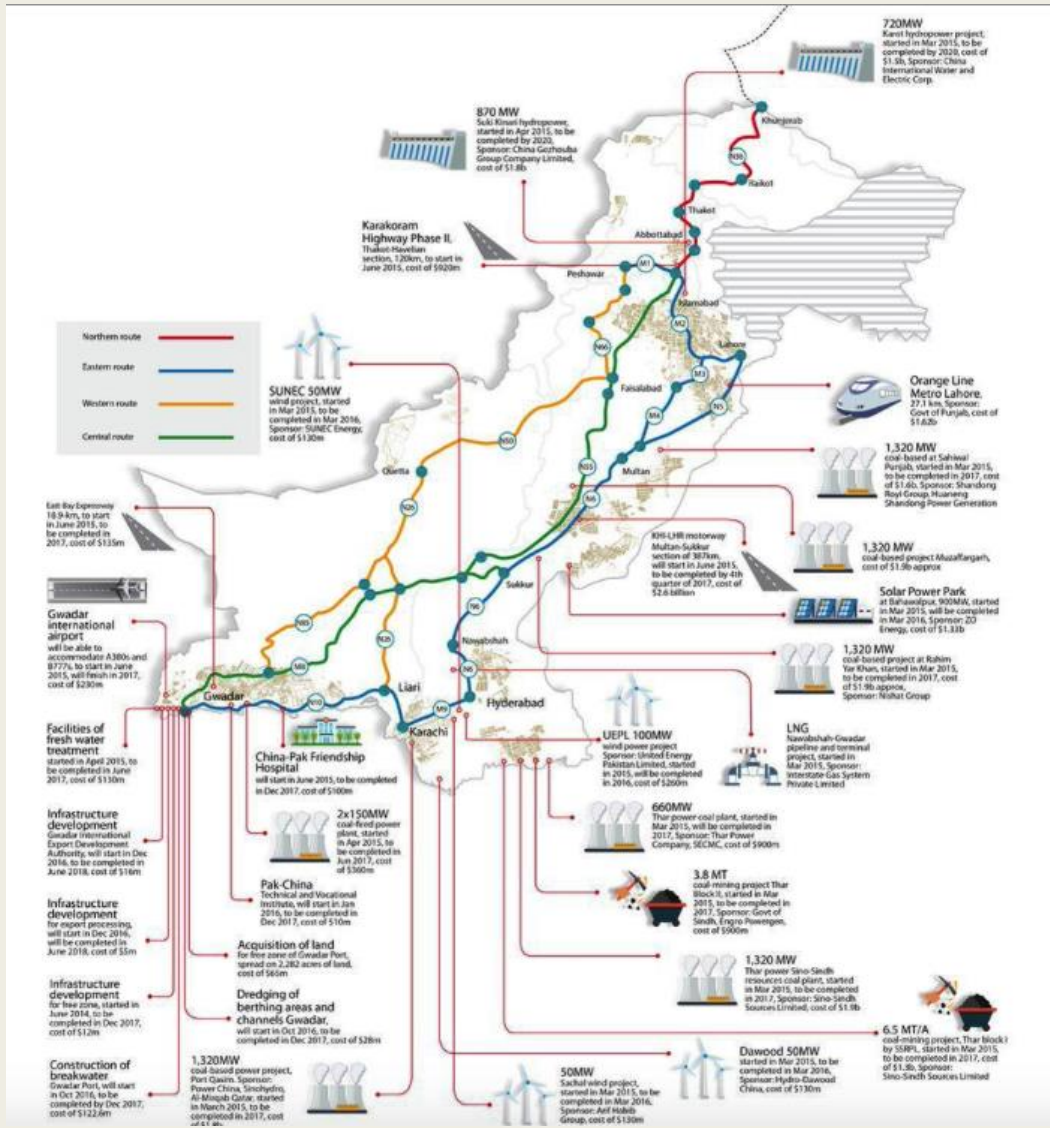 720MW
Karot hydropower project,
started in Mar 2015, to be
completed by 2020, cost of
$1.5b, Sponsor: China
International Water and
Electric Corp.
870 MW
Suki Kinari hydropower,
started in Apr 2015, to be
completed by 2020,
Sponsor: China Gezhouba
Group Company Limited,
cost of $1.8b
Karakoram
Highway Phase II,
Thakot-Havelian
section, 120km, to start in
June 2015, cost of $920m
Khunjerab
N36
Raikot
Thakot
Abbottabad
Peshawar
M1
Islamabad
M2
Lahore
M3
N66
Faisalabad
M4
N5
N50
N55
Multan
N6
Quetta
N25
Sukkur
N6
Nawabshah
N6
N85
M8
N25
Gwadar
N10
Liari
Karachi
M9
Hyderabad
Northern route
Eastern route
Western route
Central route
SUNEC 50MW
wind project, started
in Mar 2015, to be
completed in Mar 2016,
Sponsor: SUNEC Energy,
cost of $130m
Orange Line
Metro Lahore,
27.1 km, Sponsor:
Govt of Punjab, cost of
$1.62b
1,320 MW
coal-based at Sahiwal
Punjab, started in Mar 2015,
to be completed in 2017, cost
of $1.6b, Sponsor: Shandong
Royi Group, Huaneng
Shandong Power Generation
1,320 MW
coal-based project Muzaffargarh,
cost of $1.9b approx
KHI-LHR motorway
Multan-Sukkur
section of 387km,
will start in June 2015,
to be completed by 4th
quarter of 2017, cost of
$2.6 billion
Solar Power Park
at Bahawalpur, 900MW, started
in Mar 2015, will be completed
in Mar 2016, Sponsor: ZO
Energy, cost of $1.33b
1,320 MW
coal-based project at Rahim
Yar Khan, started in Mar 2015,
to be completed in 2017, cost
of $1.9b approx,
Sponsor: Nishat Group
LNG
Nawabshah-Gwadar
pipeline and terminal
project, started in
Mar 2015, Sponsor:
Interstate Gas System
Private Limited
UEPL 100MW
wind power project
Sponsor: United Energy
Pakistan Limited, started
in 2015, will be completed
in 2016, cost of $260m
660MW
Thar power coal plant, started in
Mar 2015, will be completed in
2017, Sponsor: Thar Power
Company, SECMC, cost of $900m
3.8 MT
coal-mining project Thar
Block II, started in Mar
2015, to be completed in
2017, Sponsor: Govt of
Sindh, Engro Powergen,
cost of $900m
1,320 MW
Thar power Sino-Sindh
resources coal plant, started
in Mar 2015, to be completed
in 2017, Sponsor: Sino-Sindh
Sources Limited, cost of $1.9b
6.5 MT/A
coal-mining project, Thar block I
by SSRPL, started in Mar 2015,
to be completed in 2017, cost
of $1.3b, Sponsor:
Sino-Sindh Sources Limited
Dawood 50MW
started in Mar 2015, to be
completed in Mar 2016,
Sponsor: Hydro-Dawood
China, cost of $130m
50MW
Sachal wind project,
started in Mar 2015, to be
completed in Mar 2016,
Sponsor: Arif Habib
Group, cost of $130m
1,320MW
coal-based power project,
Port Qasim. Sponsor:
Power China, Sinohydro,
Al-Mirqab Qatar, started
in March 2015, to be
completed in 2017, cost
East-Bay Expressway
18.9-km, to start
in June 2015, to
be completed in
2017, cost of $135m
Gwadar
international
airport
will be able to
accommodate A380s and
B777s, to start in June
2015, will finish in 2017,
cost of $230m
Facilities of
fresh water
treatment
started in April 2015, to
be completed in June
2017, cost of $130m
China-Pak Friendship
Hospital
will start in June 2015, to be completed
in Dec 2017, cost of $100m
2x150MW
coal-fired power
plant, started
in Apr 2015, to
be completed in
Jun 2017, cost
of $360m
Infrastructure
development
Gwadar International
Export Development
Authority, will start in Dec
2016, to be completed in
June 2018, cost of $16m
Pak-China
Technical and Vocational
Institute, will start in Jan
2016, to be completed in
Dec 2017, cost of $10m
Infrastructure
development
for export processing,
will start in Dec 2016,
will be completed in
June 2018, cost of $5m
Acquisition of land
for free zone of Gwadar Port,
spread on 2,282 acres of land,
cost of $65m
Infrastructure
development
for free zone, started in
June 2014, to be
completed in Dec 2017,
cost of $12m
Dredging of
berthing areas and
channels Gwadar,
will start in Oct 2016, to be
completed in Dec 2017, cost of $28m
Construction of
breakwater
Gwadar Port, will start
in Oct 2016, to be
completed by Dec 2017,
cost of $122.6m